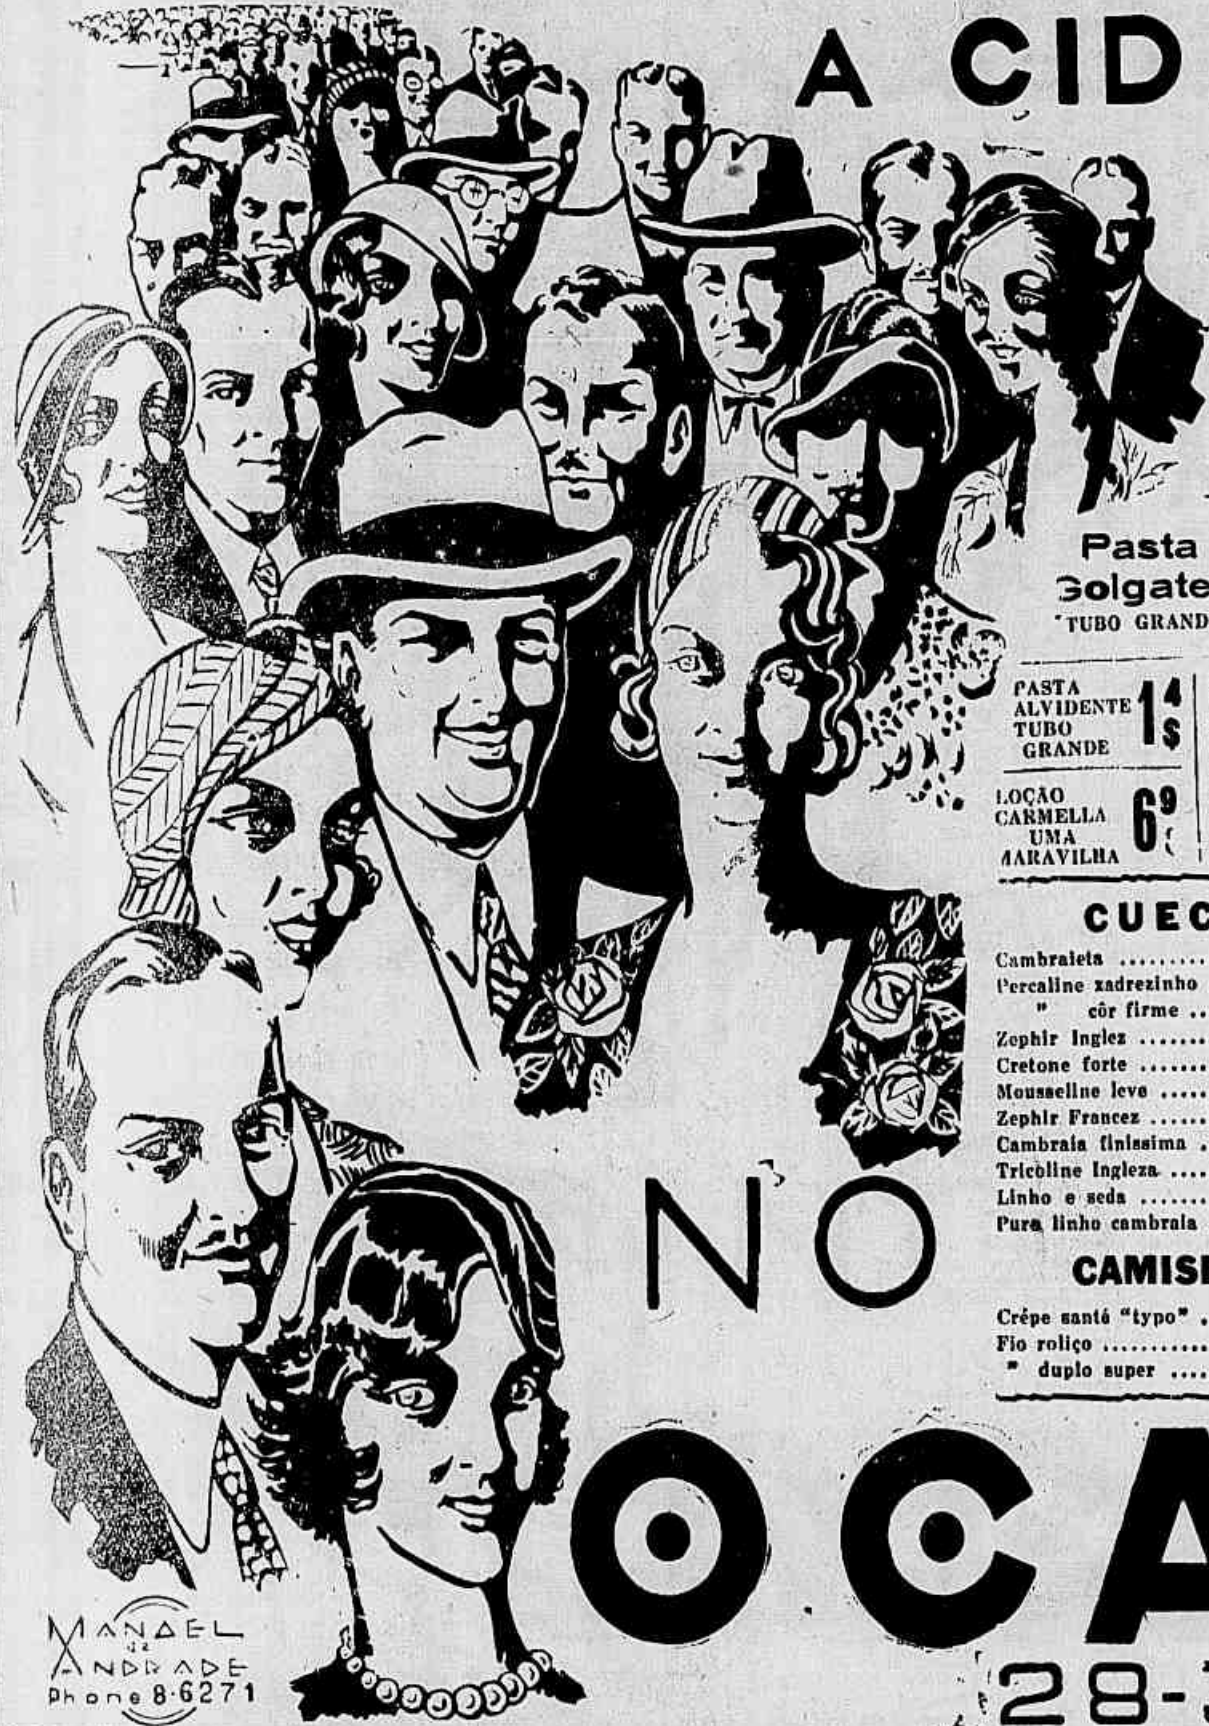 A CID
Pasta
Golgate
"TUBO GRAND
PASTA
ALVIDENTE
TUBO
GRANDE
1$4
LOÇÃO
CARMELLA
UMA
MARAVILHA
6 9
CUEC
Cambraieta .........
Percaline xadrezinho
" côr firme ..
Zephir Inglez .......
Cretone forte .......
Mousseline leve .....
Zephir Francez ......
Cambraia finissima .
Tricoline Ingleza ....
Linho e seda .......
Pura linho cambraia
NO
CAMIS
Crépe santé "typo" .
Fio roliço ...........
" duplo super ....
OCA
MANOEL
de
ANDRADE
Phone 8-6271
28-